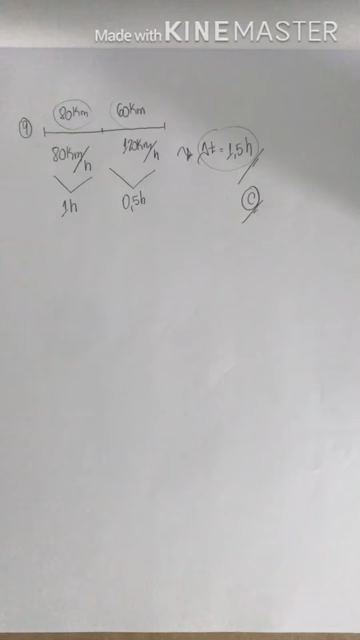 Made with KINEMASTER
80Km 60Km
9
80Km/h 120Km/h Δt = 1,5h
1h 0,5h C